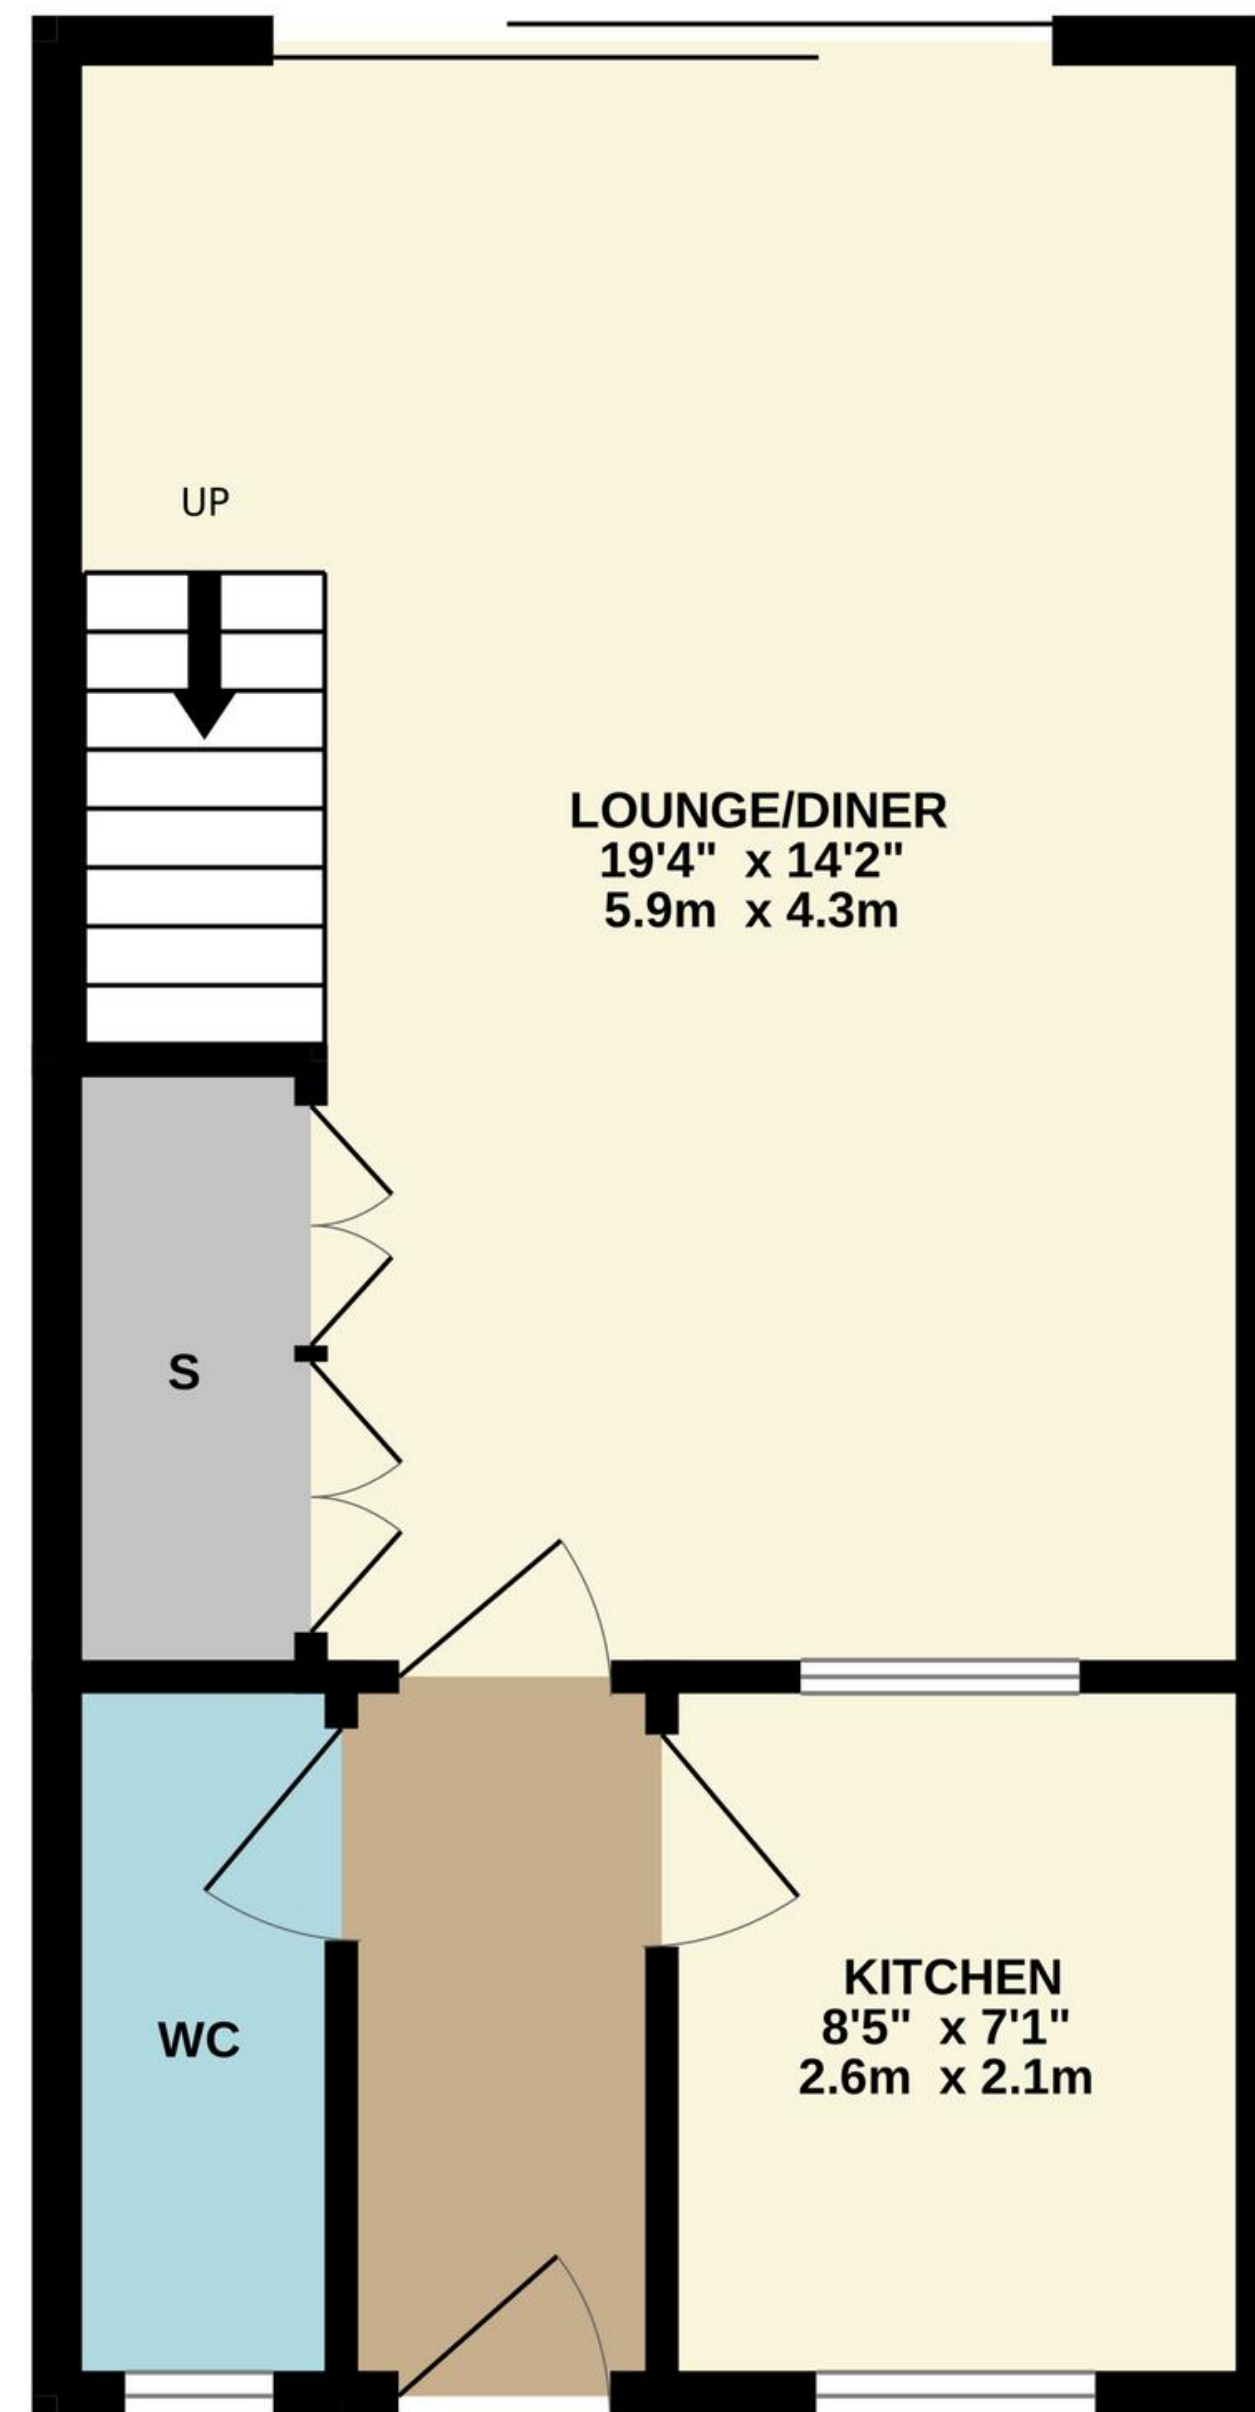 UP
LOUNGE/DINER
19'4" x 14'2"
5.9m x 4.3m
S
WC
KITCHEN
8'5" x 7'1"
2.6m x 2.1m